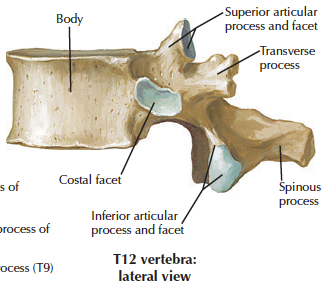 Body
Superior articular
process and facet
Transverse
process
Costal facet
s of
Spinous
process
Inferior articular
process and facet
process of
ocess (T9)
T12 vertebra:
lateral view